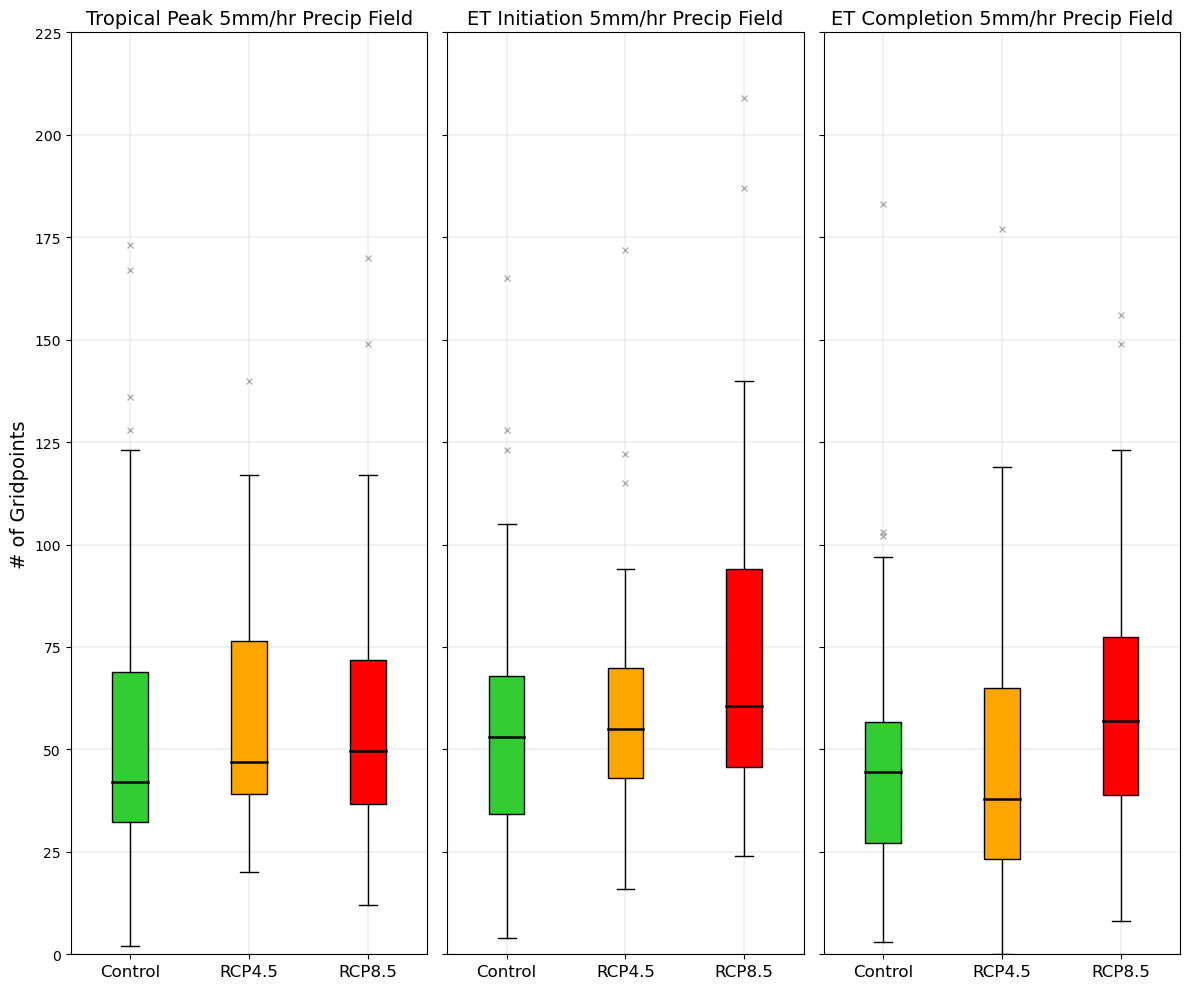 Tropical Peak 5mm/hr Precip Field
ET Initiation 5mm/hr Precip Field
ET Completion 5mm/hr Precip Field
# of Gridpoints
225
200
175
150
125
100
75
50
25
0
Control RCP4.5 RCP8.5
Control RCP4.5 RCP8.5
Control RCP4.5 RCP8.5